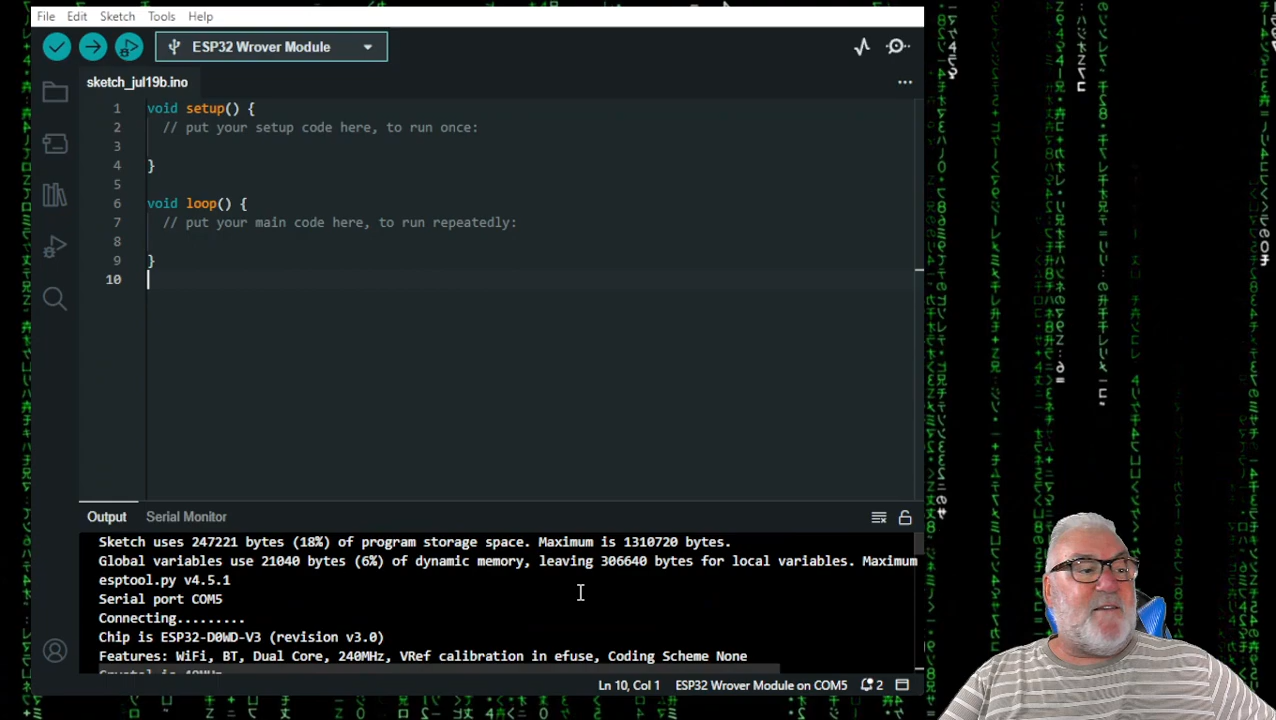 File Edit Sketch Tools Help
ESP32 Wrover Module
sketch_jul19b.ino
1 void setup() {
2 // put your setup code here, to run once:
3
4 }
5
6 void loop() {
7 // put your main code here, to run repeatedly:
8
9 }
10
Output Serial Monitor
Sketch uses 247221 bytes (18%) of program storage space. Maximum is 1310720 bytes.
Global variables use 21040 bytes (6%) of dynamic memory, leaving 306640 bytes for local variables. Maximum
esptool.py v4.5.1
Serial port COM5
Connecting.........
Chip is ESP32-D0WD-V3 (revision v3.0)
Features: WiFi, BT, Dual Core, 240MHz, VRef calibration in efuse, Coding Scheme None
Ln 10, Col 1 ESP32 Wrover Module on COM5 2